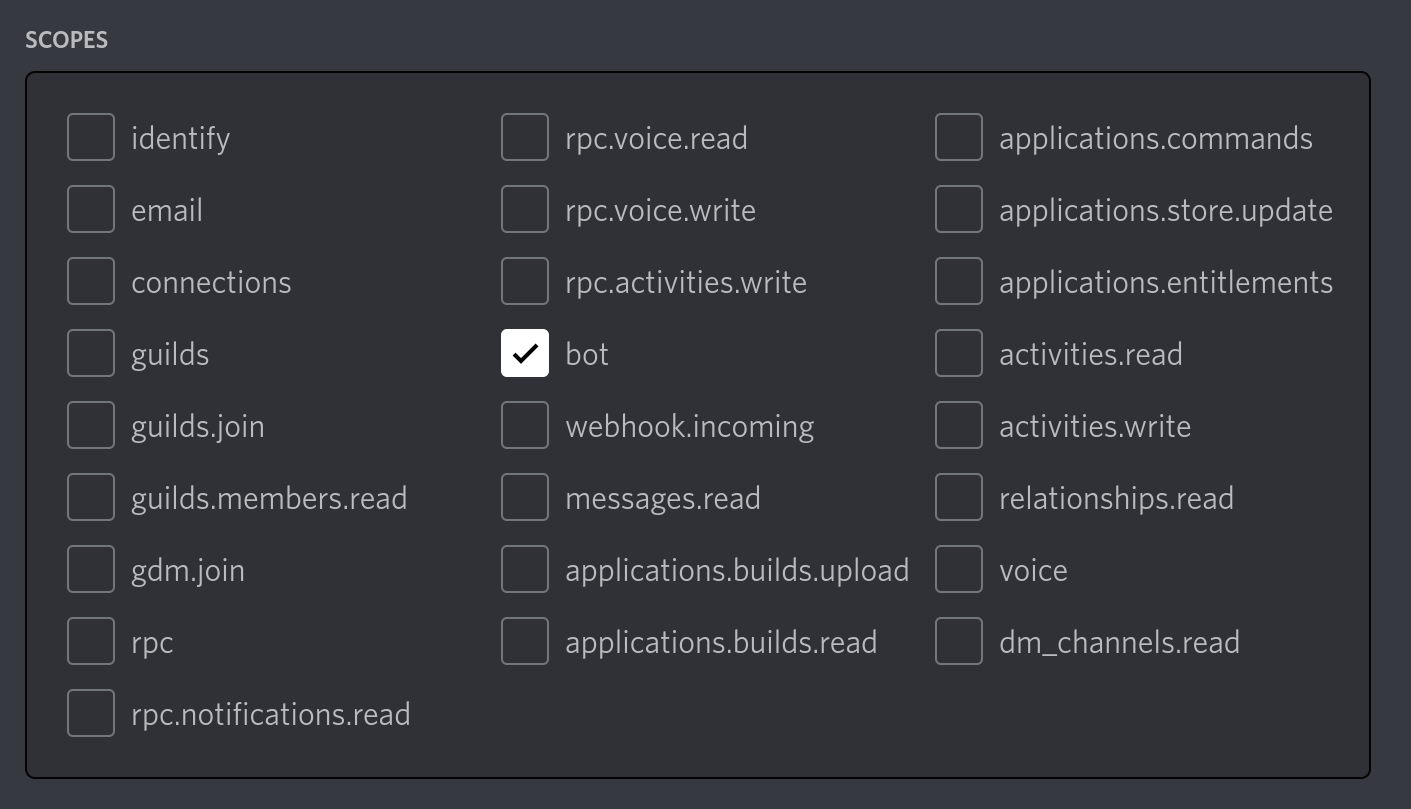 SCOPES
identify
email
connections
guilds
guilds.join
guilds.members.read
gdm.join
rpc
rpc.notifications.read
rpc.voice.read
rpc.voice.write
rpc.activities.write
bot
webhook.incoming
messages.read
applications.builds.upload
applications.builds.read
applications.commands
applications.store.update
applications.entitlements
activities.read
activities.write
relationships.read
voice
dm_channels.read